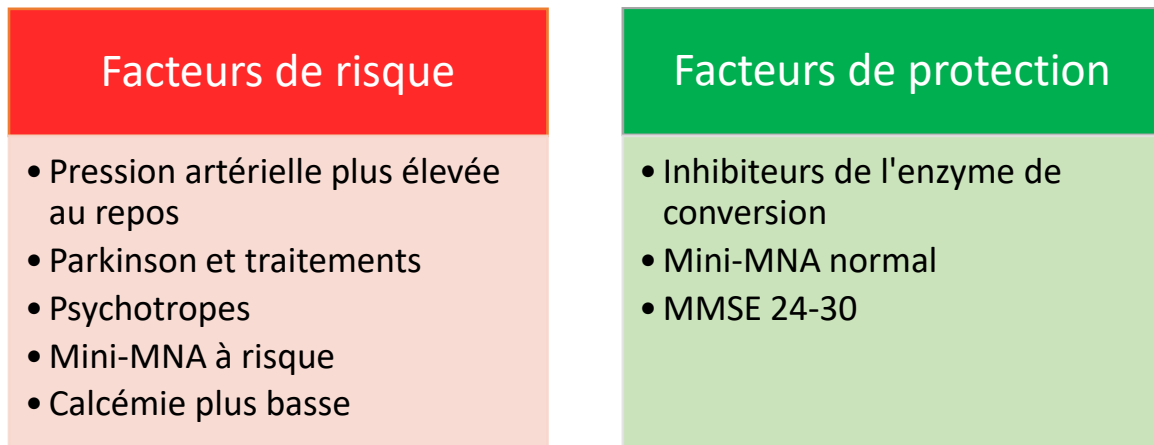 Facteurs de risque
• Pression artérielle plus élevée
au repos
• Parkinson et traitements
• Psychotropes
• Mini-MNA à risque
• Calcémie plus basse
Facteurs de protection
• Inhibiteurs de l'enzyme de
conversion
• Mini-MNA normal
• MMSE 24-30